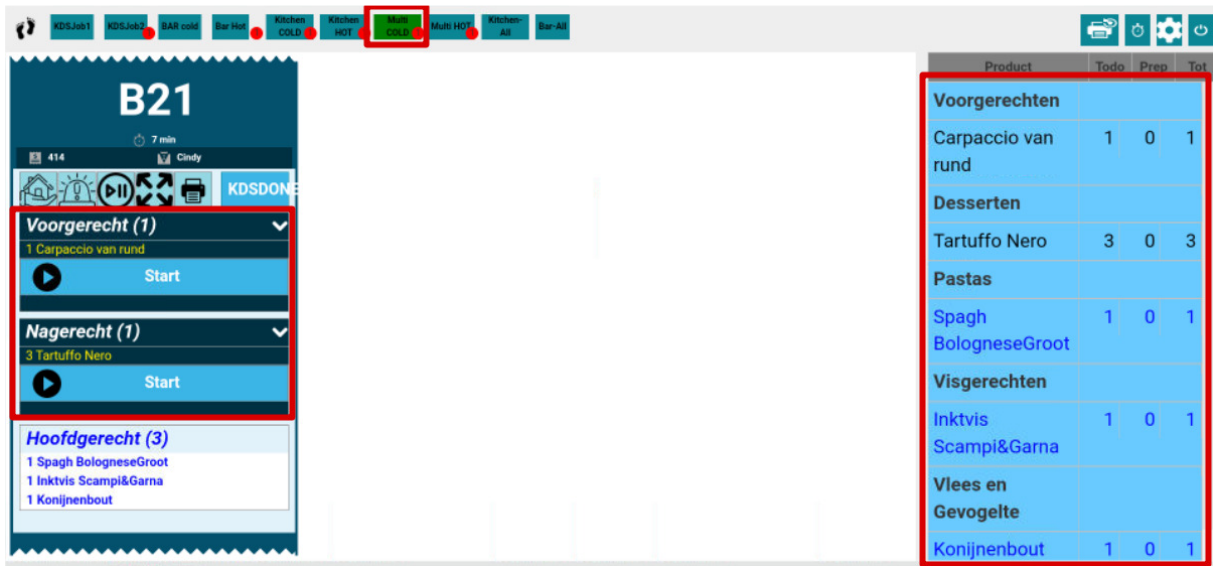 KDSJob1 KDSJob2 BAR cold Bar Hot Kitchen COLD Kitchen HOT Multi COLD Multi HOT Kitchen-All Bar-All
B21
7 min
414 Cindy
KDSDONE
Voorgerecht (1)
1 Carpaccio van rund
Start
Nagerecht (1)
3 Tartuffo Nero
Start
Hoofdgerecht (3)
1 Spagh BologneseGroot
1 Inktvis Scampi&Garna
1 Konijnenbout
Product Todo Prep Tot
Voorgerechten
Carpaccio van 1 0 1
rund
Desserten
Tartuffo Nero 3 0 3
Pastas
Spagh 1 0 1
BologneseGroot
Visgerechten
Inktvis 1 0 1
Scampi&Garna
Vlees en
Gevogelte
Konijnenbout 1 0 1